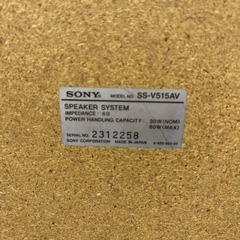 SONY MODEL NO. SS-V515AV
SPEAKER SYSTEM
IMPEDANCE : 6Ω
POWER HANDLING CAPACITY : 30W(NOM)
60W(MAX)
SERIAL NO. 2312258
SONY CORPORATION MADE IN JAPAN